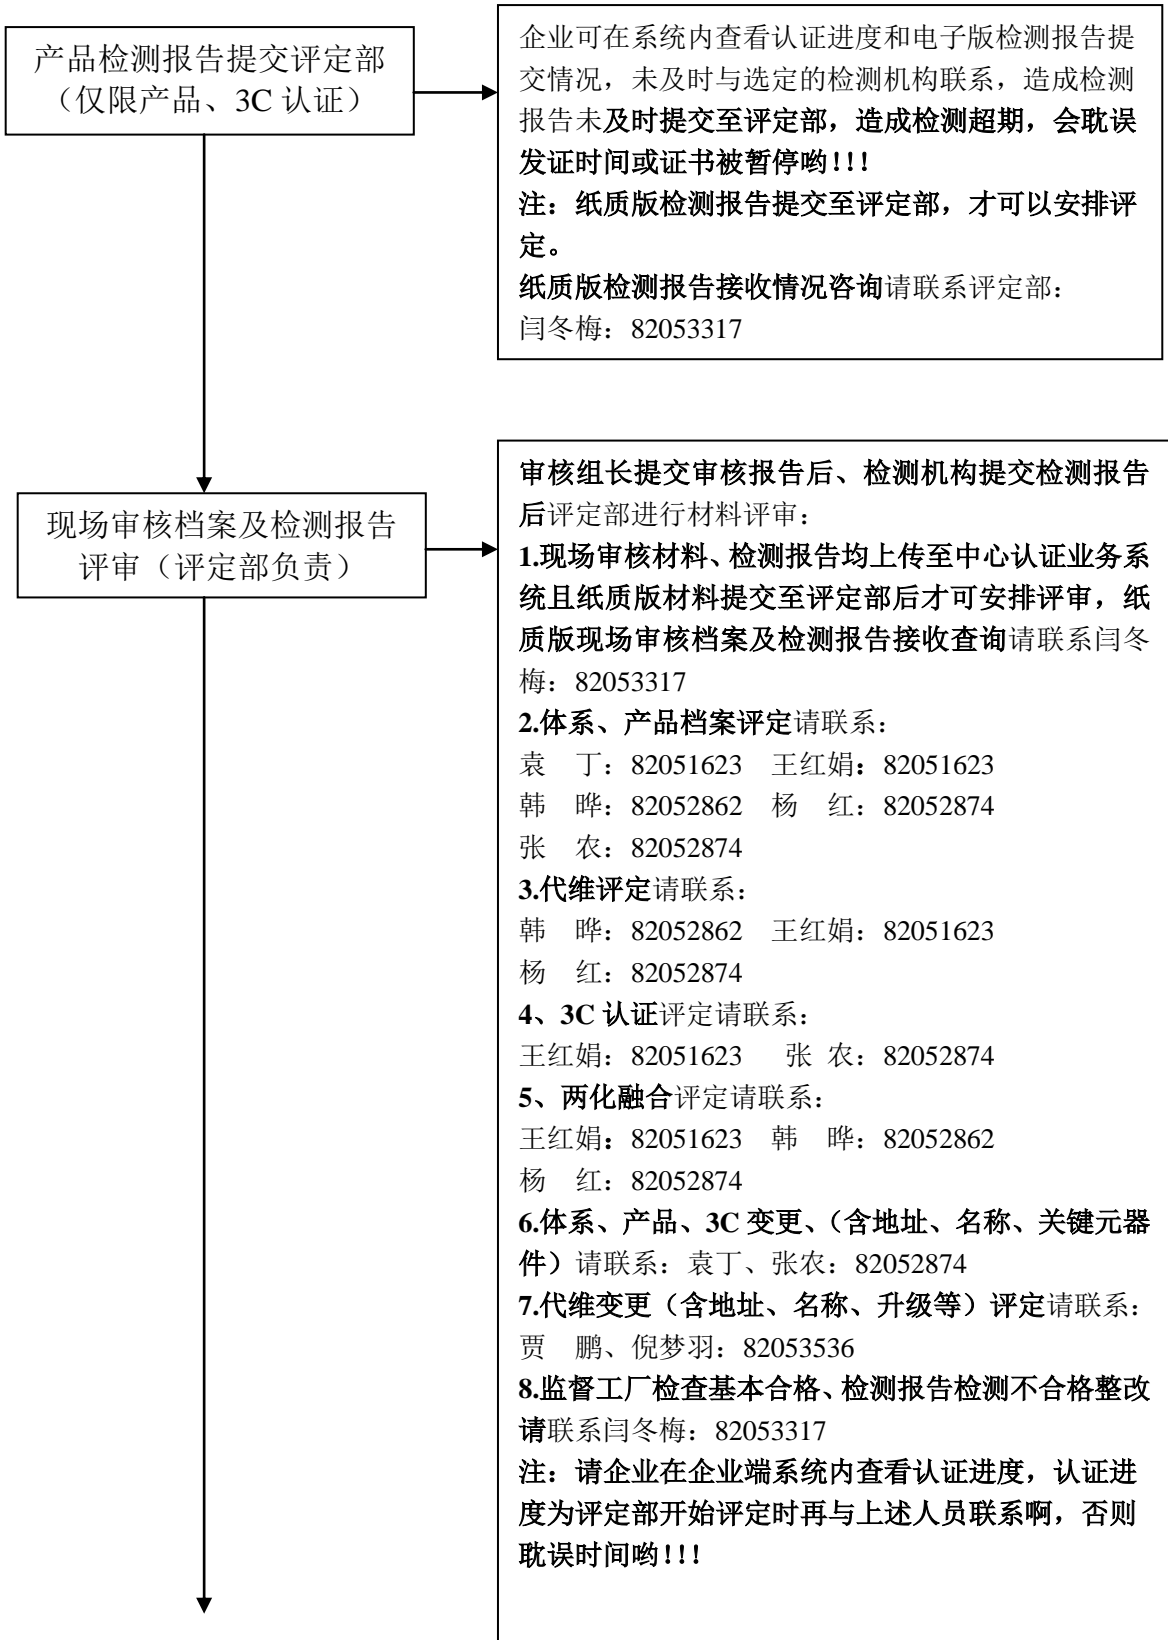 产品检测报告提交评定部
（仅限产品、3C 认证）
企业可在系统内查看认证进度和电子版检测报告提
交情况，未及时与选定的检测机构联系，造成检测
报告未及时提交至评定部，造成检测超期，会耽误
发证时间或证书被暂停哟!!!
注：纸质版检测报告提交至评定部，才可以安排评
定。
纸质版检测报告接收情况咨询请联系评定部：
闫冬梅：82053317
现场审核档案及检测报告
评审（评定部负责）
审核组长提交审核报告后、检测机构提交检测报告
后评定部进行材料评审：
1.现场审核材料、检测报告均上传至中心认证业务系
统且纸质版材料提交至评定部后才可安排评审，纸
质版现场审核档案及检测报告接收查询请联系闫冬
梅：82053317
2.体系、产品档案评定请联系：
袁　丁：82051623　王红娟：82051623
韩　晔：82052862　杨　红：82052874
张　农：82052874
3.代维评定请联系：
韩　晔：82052862　王红娟：82051623
杨　红：82052874
4、3C 认证评定请联系：
王红娟：82051623　张 农：82052874
5、两化融合评定请联系：
王红娟：82051623　韩　晔：82052862
杨　红：82052874
6.体系、产品、3C 变更、（含地址、名称、关键元器
件）请联系：袁丁、张农：82052874
7.代维变更（含地址、名称、升级等）评定请联系：
贾　鹏、倪梦羽：82053536
8.监督工厂检查基本合格、检测报告检测不合格整改
请联系闫冬梅：82053317
注：请企业在企业端系统内查看认证进度，认证进
度为评定部开始评定时再与上述人员联系啊，否则
耽误时间哟!!!